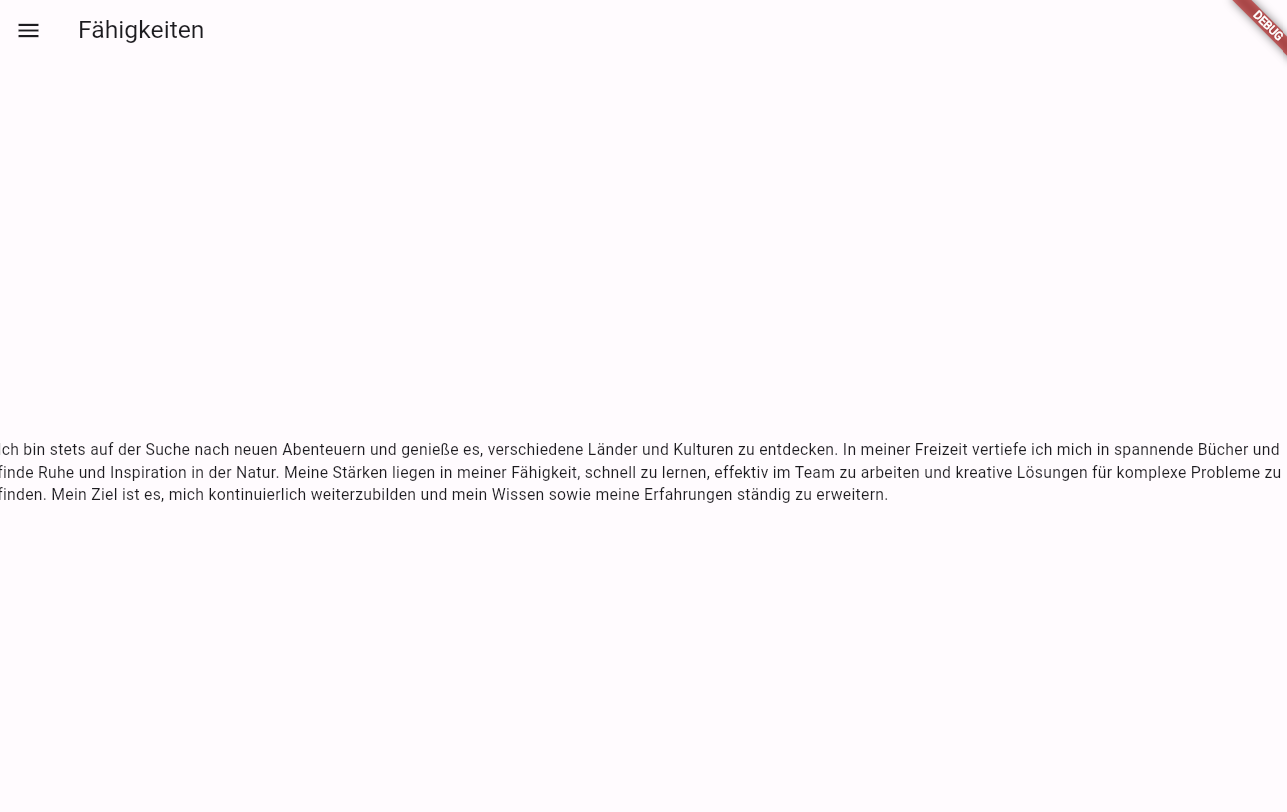 Fähigkeiten
DEBUG
Ich bin stets auf der Suche nach neuen Abenteuern und genieße es, verschiedene Länder und Kulturen zu entdecken. In meiner Freizeit vertiefe ich mich in spannende Bücher und
finde Ruhe und Inspiration in der Natur. Meine Stärken liegen in meiner Fähigkeit, schnell zu lernen, effektiv im Team zu arbeiten und kreative Lösungen für komplexe Probleme zu
finden. Mein Ziel ist es, mich kontinuierlich weiterzubilden und mein Wissen sowie meine Erfahrungen ständig zu erweitern.